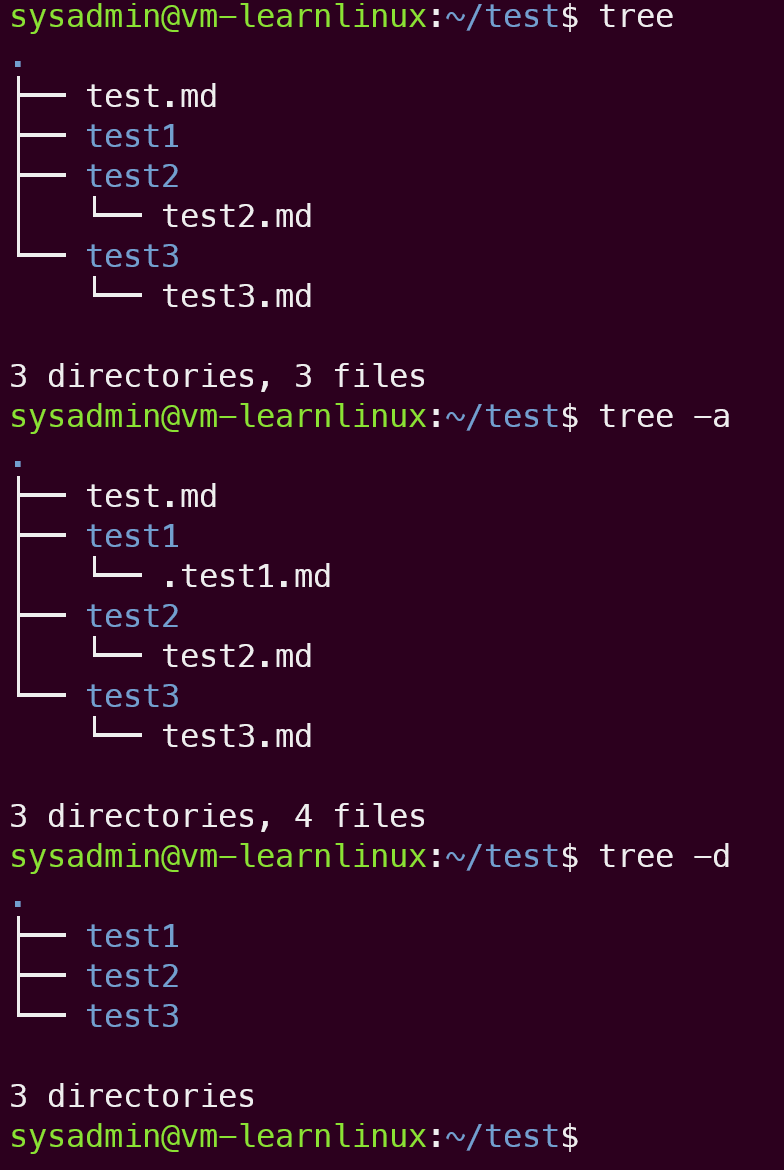 sysadmin@vm-learnlinux:~/test$ tree
.
├── test.md
├── test1
├── test2
│   └── test2.md
└── test3
    └── test3.md

3 directories, 3 files
sysadmin@vm-learnlinux:~/test$ tree -a
.
├── test.md
├── test1
│   └── .test1.md
├── test2
│   └── test2.md
└── test3
    └── test3.md

3 directories, 4 files
sysadmin@vm-learnlinux:~/test$ tree -d
.
├── test1
├── test2
└── test3

3 directories
sysadmin@vm-learnlinux:~/test$